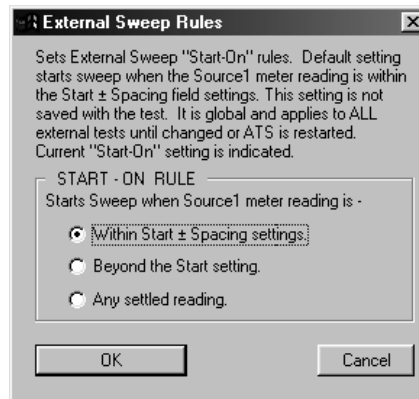 External Sweep Rules
Sets External Sweep "Start-On" rules. Default setting
starts sweep when the Source1 meter reading is within
the Start ± Spacing field settings. This setting is not
saved with the test. It is global and applies to ALL
external tests until changed or ATS is restarted.
Current "Start-On" setting is indicated.
START - ON RULE
Starts Sweep when Source1 meter reading is -
Within Start ± Spacing settings.
Beyond the Start setting.
Any settled reading.
OK
Cancel